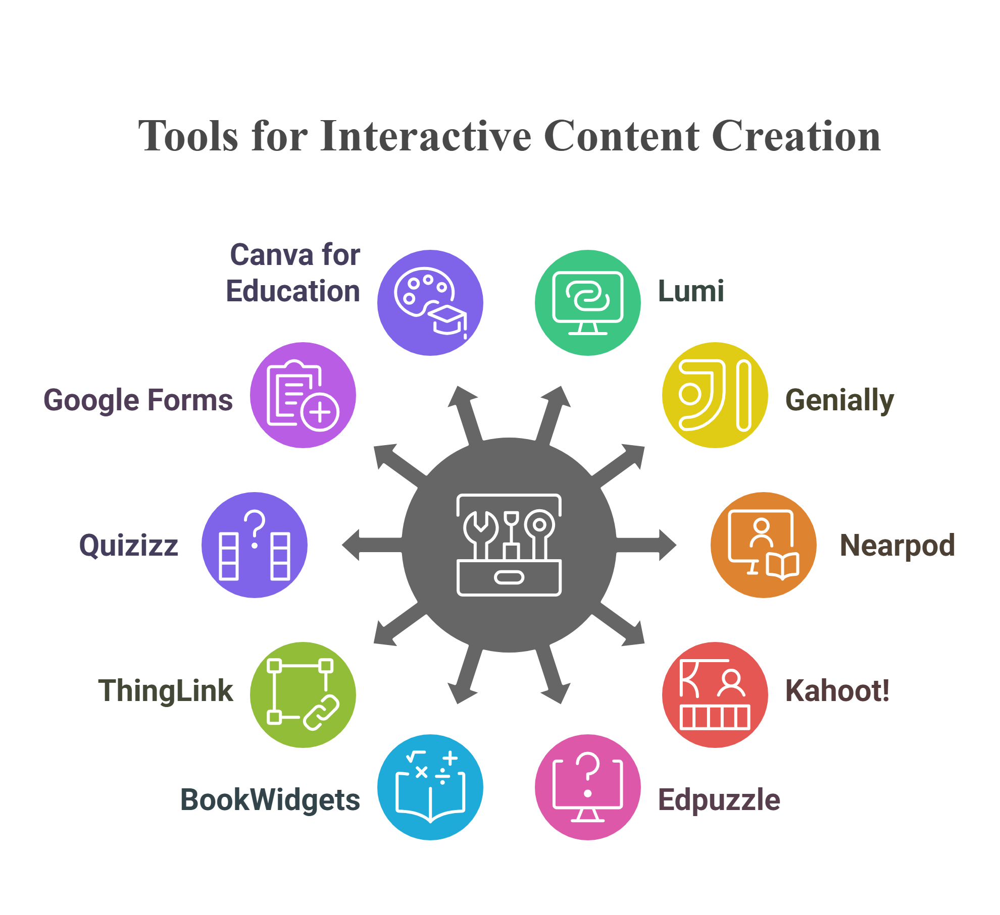 Tools for Interactive Content Creation
Canva for
Education
Lumi
Google Forms
Genially
Quizizz
Nearpod
ThingLink
Kahoot!
BookWidgets
Edpuzzle